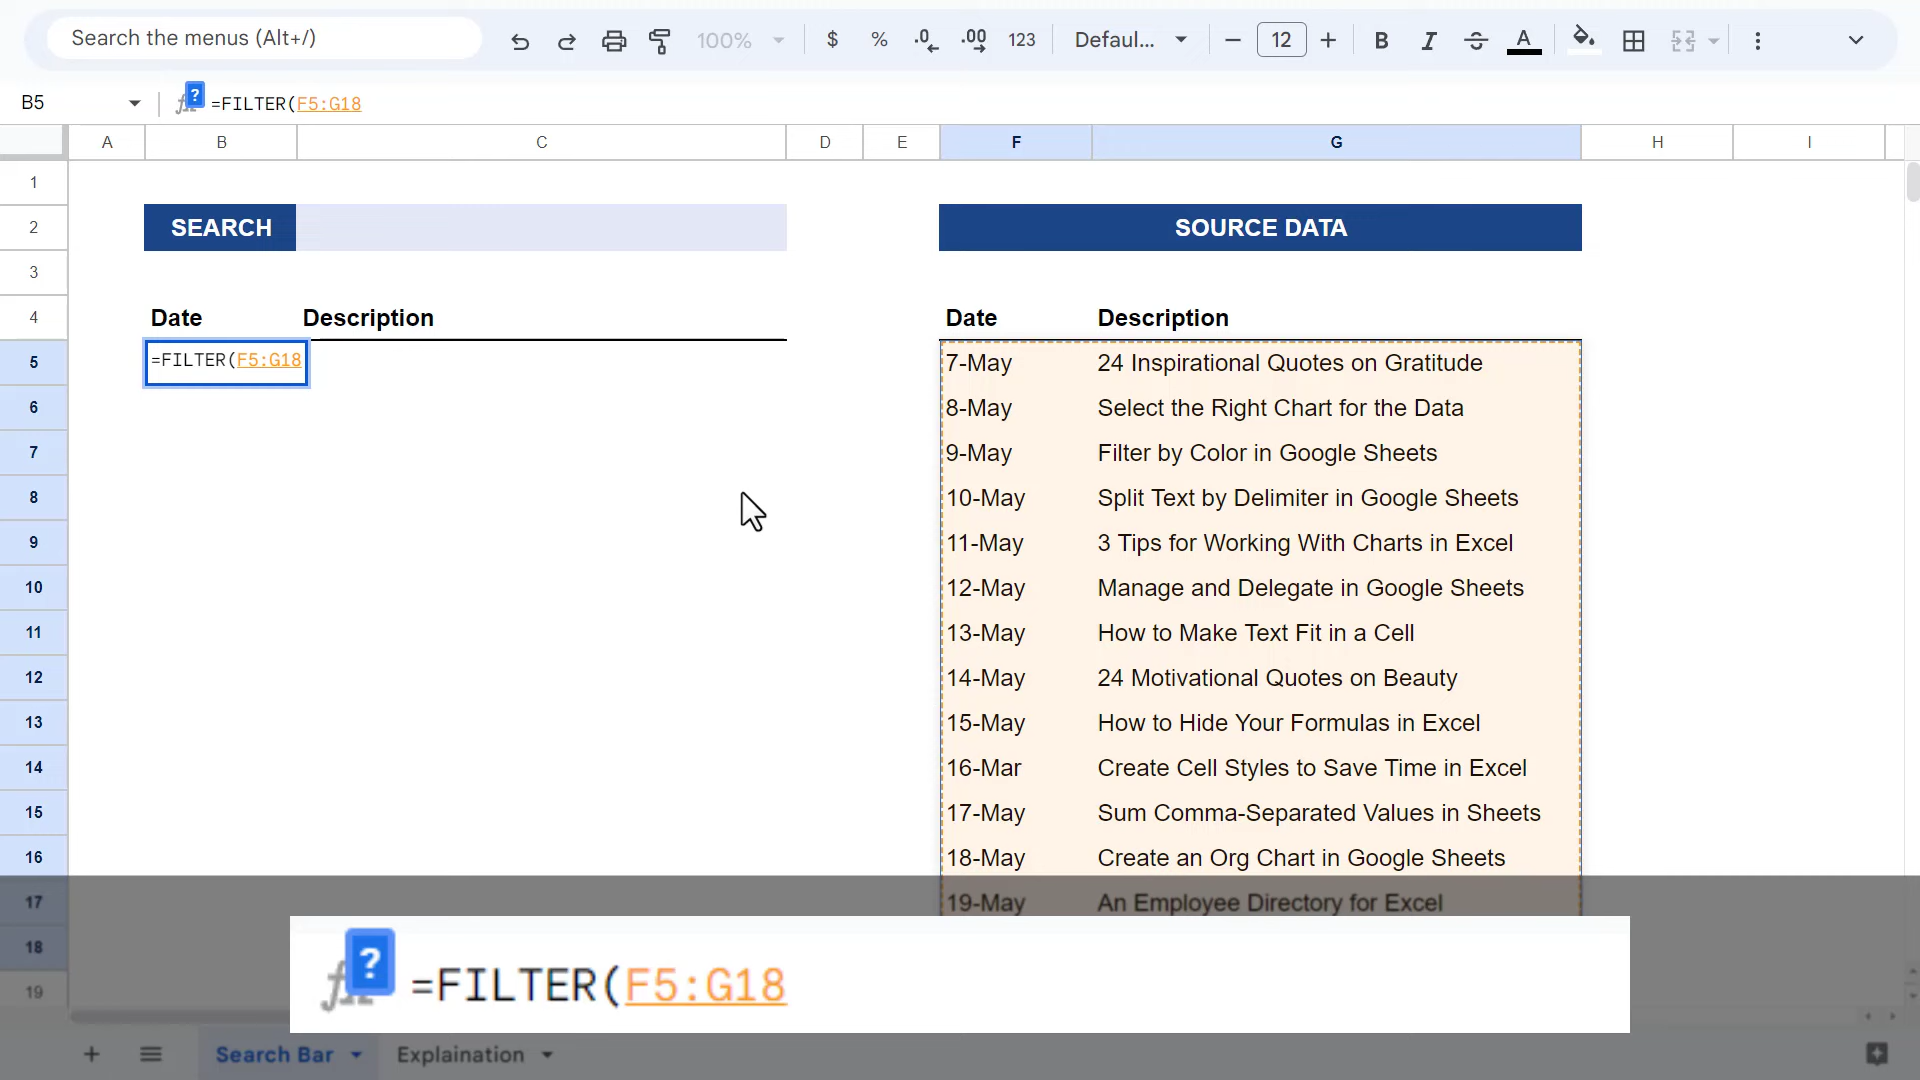 Search the menus (Alt+/) 100% $ % .0 .00 123 Defaul... 12 B I S A
B5 ? =FILTER(F5:G18
A B C D E F G H I
1
2 SEARCH SOURCE DATA
3
4 Date Description Date Description
5 =FILTER(F5:G18 7-May 24 Inspirational Quotes on Gratitude
6 8-May Select the Right Chart for the Data
7 9-May Filter by Color in Google Sheets
8 10-May Split Text by Delimiter in Google Sheets
9 11-May 3 Tips for Working With Charts in Excel
10 12-May Manage and Delegate in Google Sheets
11 13-May How to Make Text Fit in a Cell
12 14-May 24 Motivational Quotes on Beauty
13 15-May How to Hide Your Formulas in Excel
14 16-Mar Create Cell Styles to Save Time in Excel
15 17-May Sum Comma-Separated Values in Sheets
16 18-May Create an Org Chart in Google Sheets
17 19-May An Employee Directory for Excel
18
? =FILTER(F5:G18
19
Search Bar Explaination